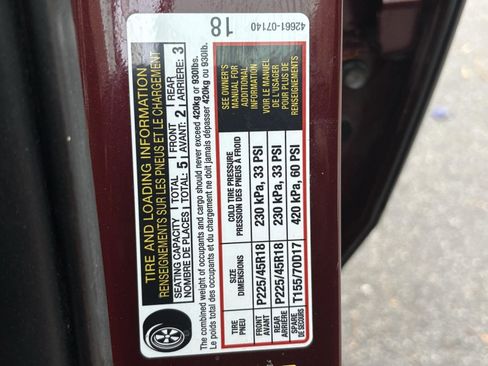 42661-07140
18
TIRE AND LOADING INFORMATION
RENSEIGNEMENTS SUR LES PNEUS ET LE CHARGEMENT
SEATING CAPACITY TOTAL 5 FRONT 2 REAR 3
NOMBRE DE PLACES TOTAL: AVANT: ARRIÈRE:
The combined weight of occupants and cargo should never exceed 420kg or 930lbs.
Le poids total des occupants et du chargement ne doit jamais dépasser 420kg ou 930lb.
TIRE SIZE COLD TIRE PRESSURE
PNEU DIMENSIONS PRESSION DES PNEUS À FROID
FRONT P225/45R18 230 kPa, 33 PSI
AVANT
REAR P225/45R18 230 kPa, 33 PSI
ARRIÈRE
SPARE T155/70D17 420 kPa, 60 PSI
DE SECOURS
SEE OWNER'S
MANUAL FOR
ADDITIONAL
INFORMATION
VOIR LE MANUEL
DE L'USAGER
POUR PLUS DE
RENSEIGNEMENTS